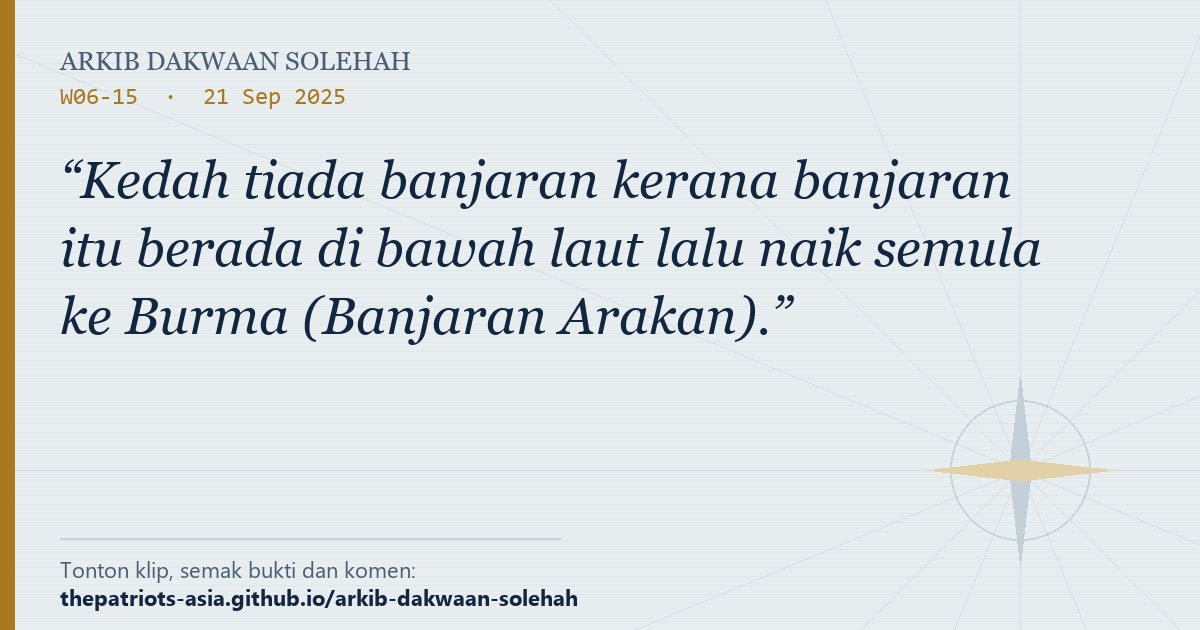 ARKIB DAKWAAN SOLEHAH
W06-15 · 21 Sep 2025
“Kedah tiada banjaran kerana banjaran
itu berada di bawah laut lalu naik semula
ke Burma (Banjaran Arakan).”
Tonton klip, semak bukti dan komen:
thepatriots-asia.github.io/arkib-dakwaan-solehah